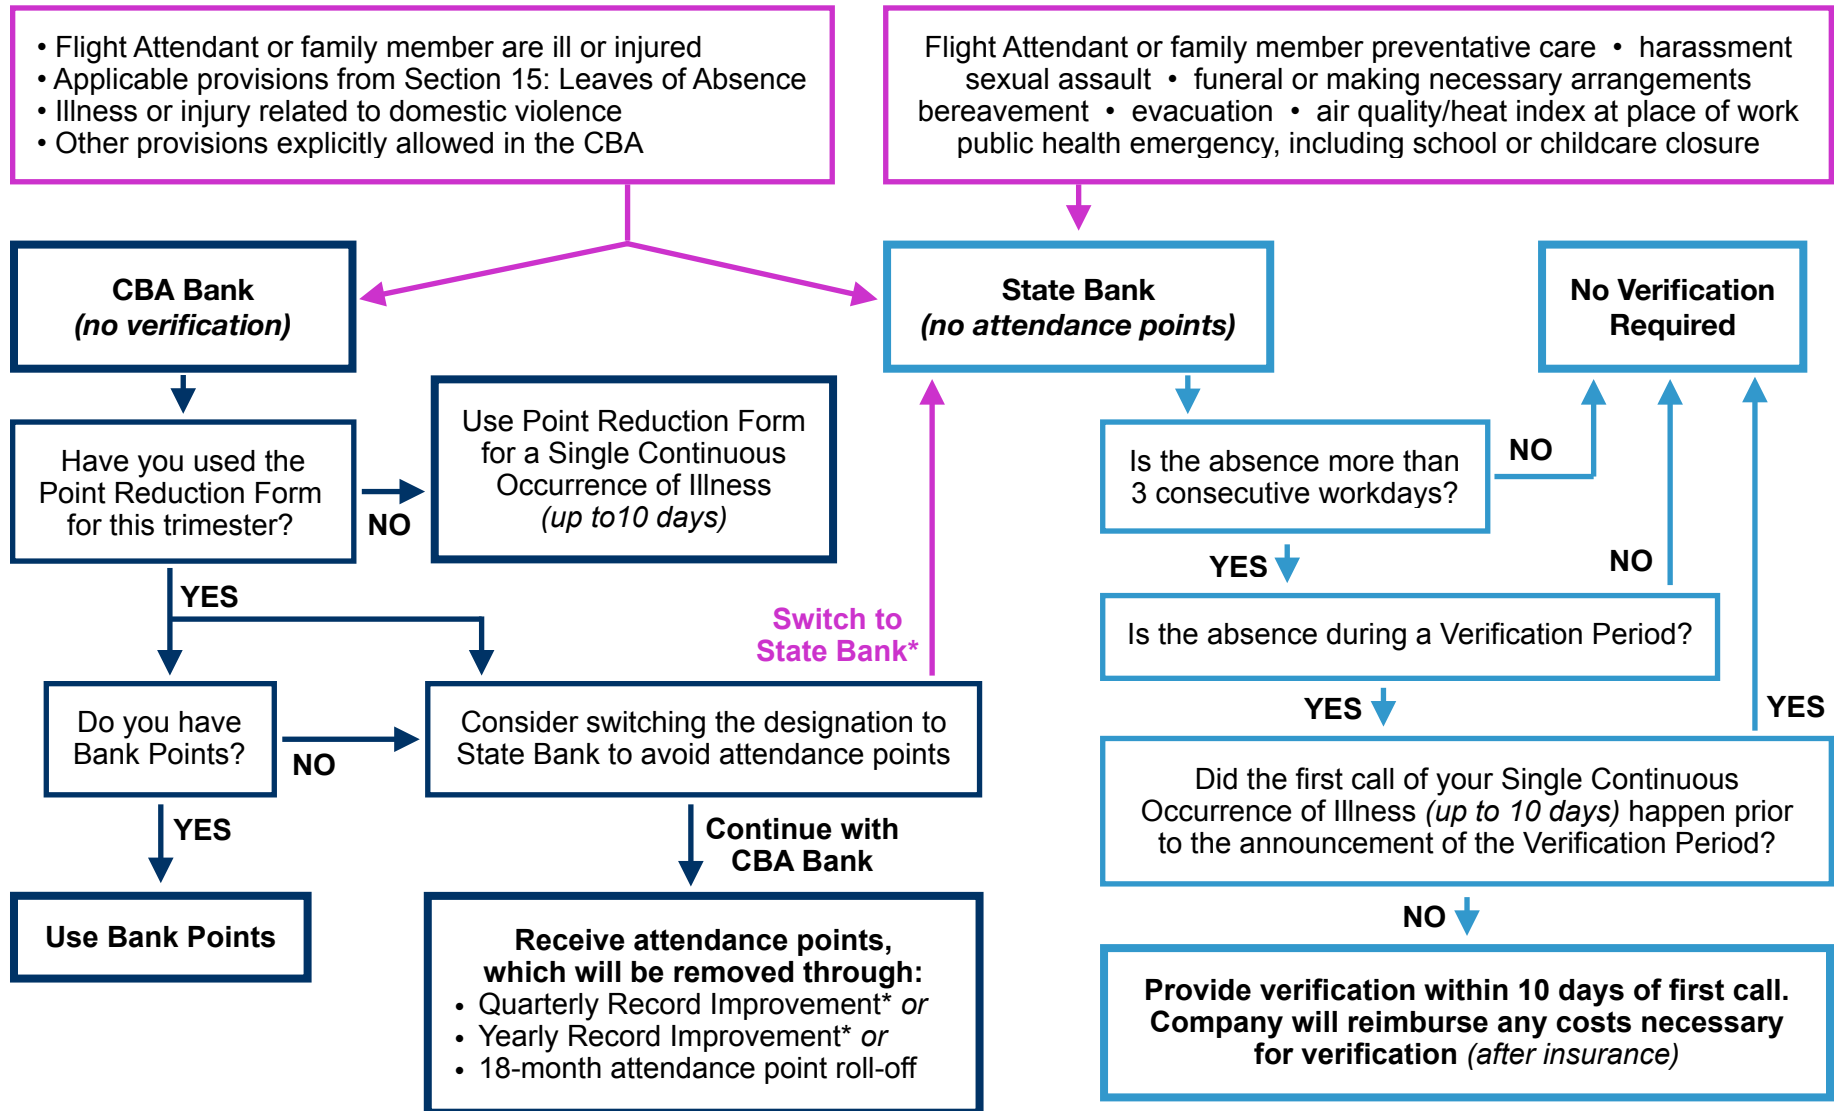 • Flight Attendant or family member are ill or injured
• Applicable provisions from Section 15: Leaves of Absence
• Illness or injury related to domestic violence
• Other provisions explicitly allowed in the CBA
Flight Attendant or family member preventative care • harassment
sexual assault • funeral or making necessary arrangements
bereavement • evacuation • air quality/heat index at place of work
public health emergency, including school or childcare closure
CBA Bank
(no verification)
State Bank
(no attendance points)
No Verification
Required
Have you used the
Point Reduction Form
for this trimester?
NO
Use Point Reduction Form
for a Single Continuous
Occurrence of Illness
(up to10 days)
YES
Switch to
State Bank*
Do you have
Bank Points?
NO
Consider switching the designation to
State Bank to avoid attendance points
YES
Continue with
CBA Bank
Use Bank Points
Receive attendance points,
which will be removed through:
• Quarterly Record Improvement* or
• Yearly Record Improvement* or
• 18-month attendance point roll-off
Is the absence more than
3 consecutive workdays?
NO
YES
NO
Is the absence during a Verification Period?
YES
YES
Did the first call of your Single Continuous
Occurrence of Illness (up to 10 days) happen prior
to the announcement of the Verification Period?
NO
Provide verification within 10 days of first call.
Company will reimburse any costs necessary
for verification (after insurance)